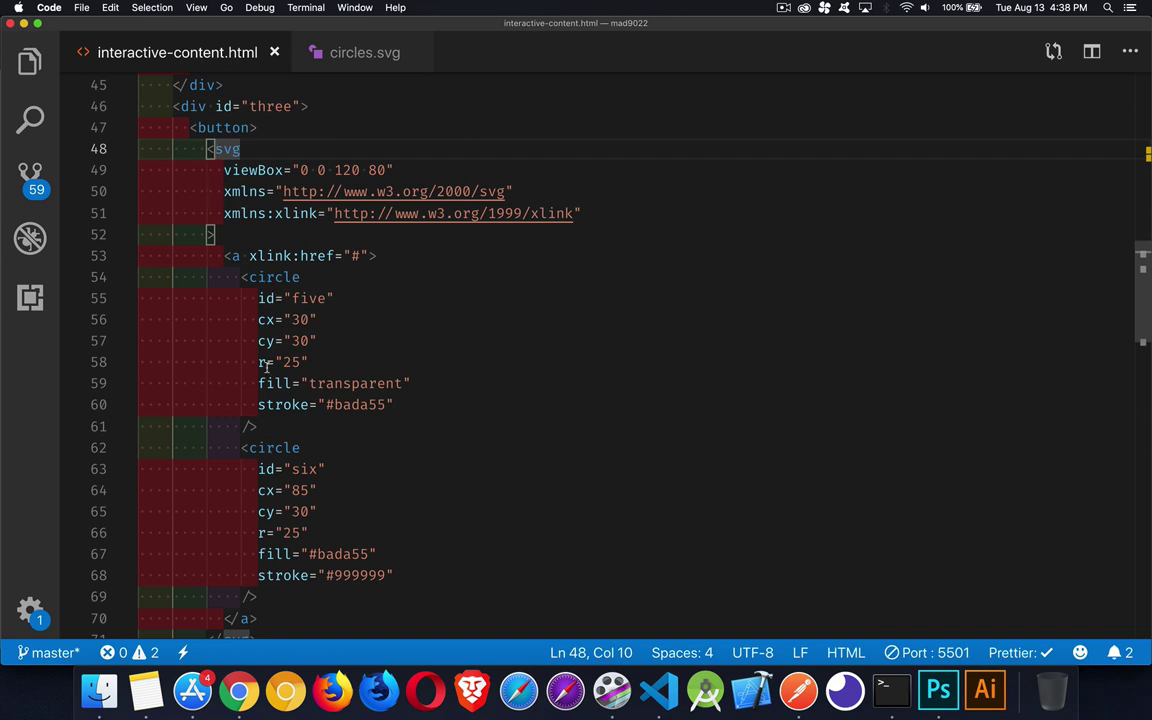 Code File Edit Selection View Go Debug Terminal Window Help 100% Tue Aug 13 4:38 PM
interactive-content.html — mad9022
interactive-content.html
circles.svg
45 </div>
46 <div id="three">
47 <button>
48 <svg
49 viewBox="0 0 120 80"
50 xmlns="http://www.w3.org/2000/svg"
51 xmlns:xlink="http://www.w3.org/1999/xlink"
52 >
53 <a xlink:href="#">
54 <circle
55 id="five"
56 cx="30"
57 cy="30"
58 r="25"
59 fill="transparent"
60 stroke="#bada55"
61 />
62 <circle
63 id="six"
64 cx="85"
65 cy="30"
66 r="25"
67 fill="#bada55"
68 stroke="#999999"
69 />
70 </a>
71 </svg>
59
1
master* 0 2 Ln 48, Col 10 Spaces: 4 UTF-8 LF HTML Port : 5501 Prettier: 2
4
>_
Ps
Ai